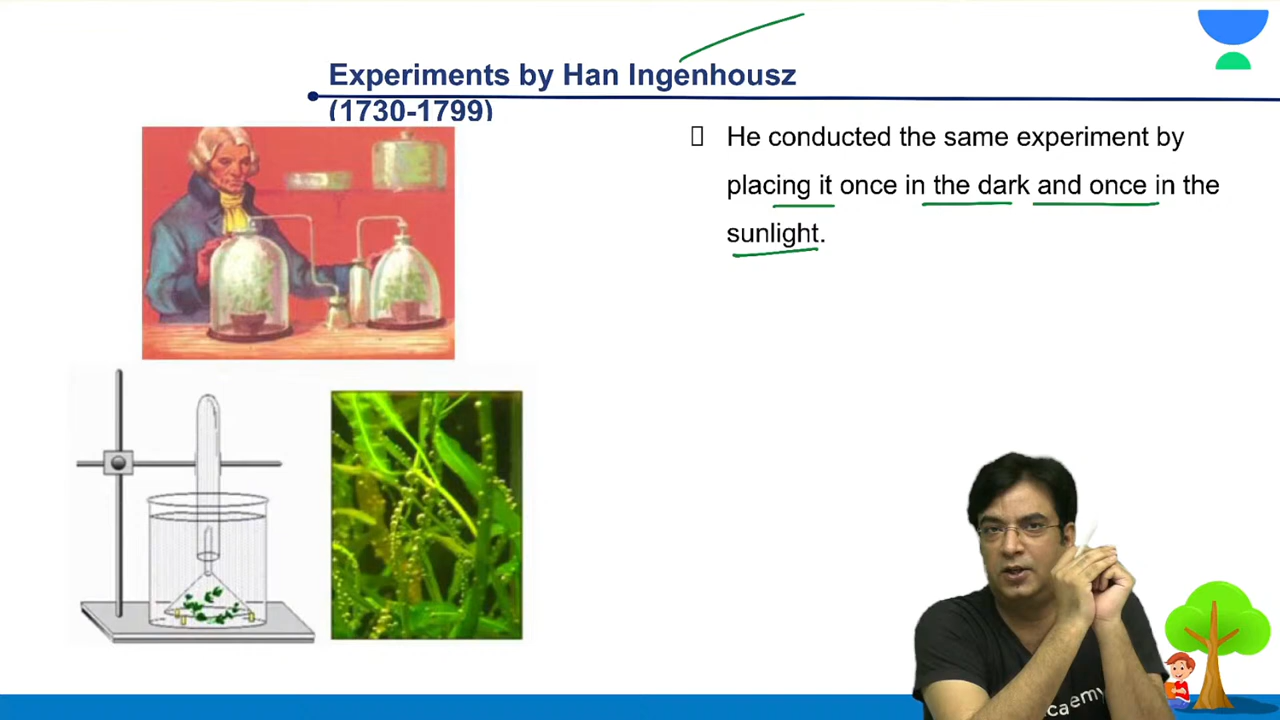 Experiments by Han Ingenhousz
(1730-1799)
He conducted the same experiment by
placing it once in the dark and once in the
sunlight.
caemy